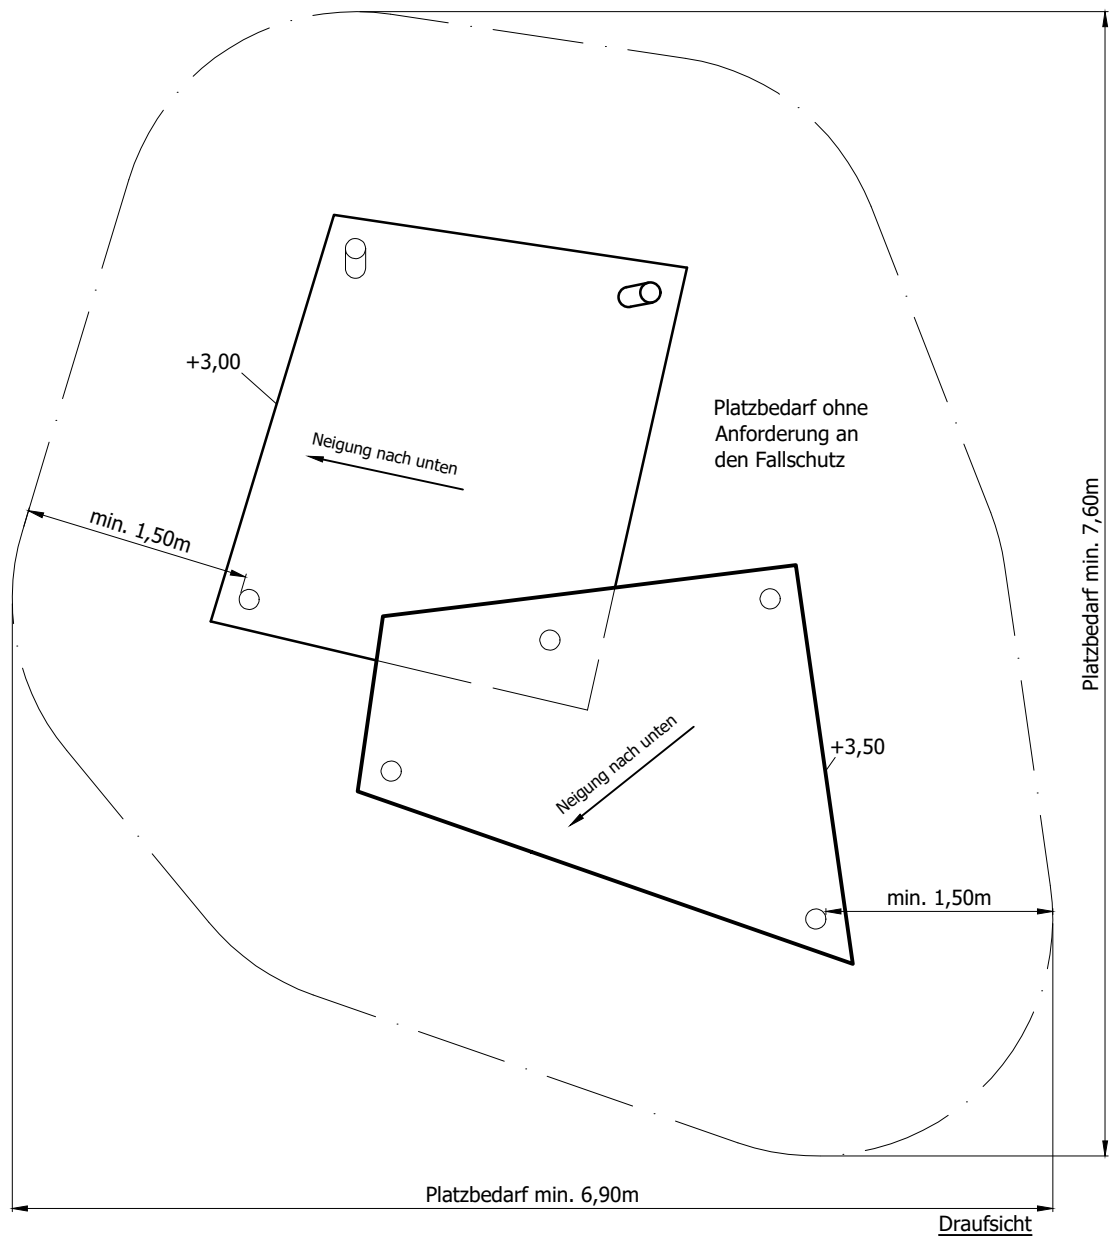 +3,00
Platzbedarf ohne
Anforderung an
den Fallschutz
Neigung nach unten
min. 1,50m
Platzbedarf min. 7,60m
Neigung nach unten
+3,50
min. 1,50m
Platzbedarf min. 6,90m
Draufsicht